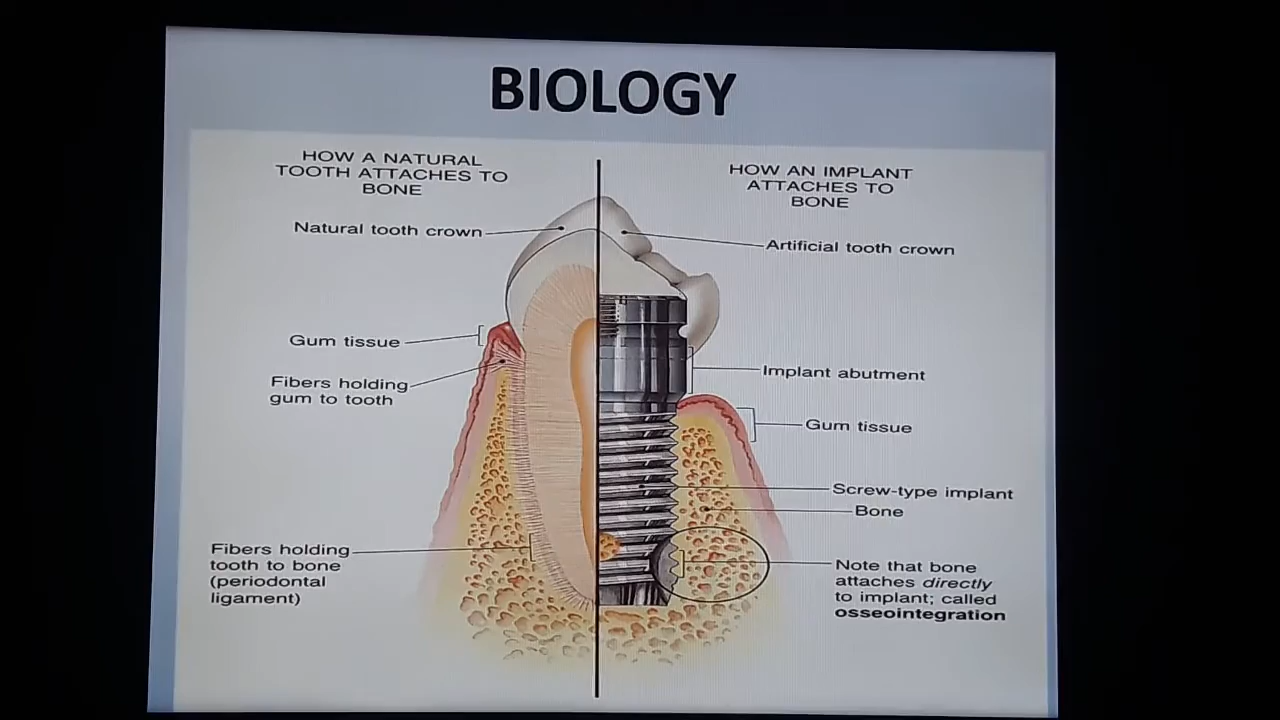 BIOLOGY
HOW A NATURAL
TOOTH ATTACHES TO
BONE
Natural tooth crown
Gum tissue
Fibers holding
gum to tooth
Fibers holding
tooth to bone
(periodontal
ligament)
HOW AN IMPLANT
ATTACHES TO
BONE
Artificial tooth crown
Implant abutment
Gum tissue
Screw-type implant
Bone
Note that bone
attaches directly
to implant; called
osseointegration